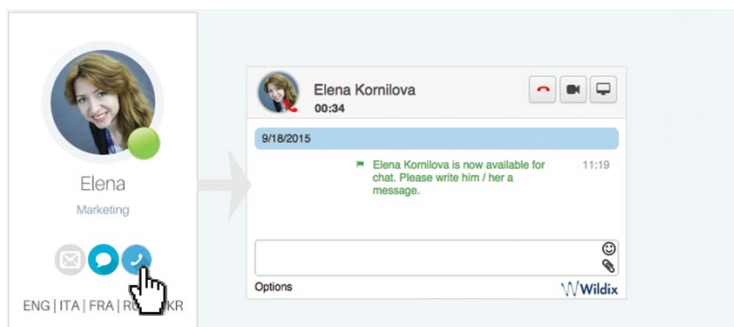 Elena
Marketing
ENG | ITA | FRA |
Elena Kornilova
00:34
9/18/2015
Elena Kornilova is now available for 11:19
chat. Please write him / her a
message.
Options
Wildix